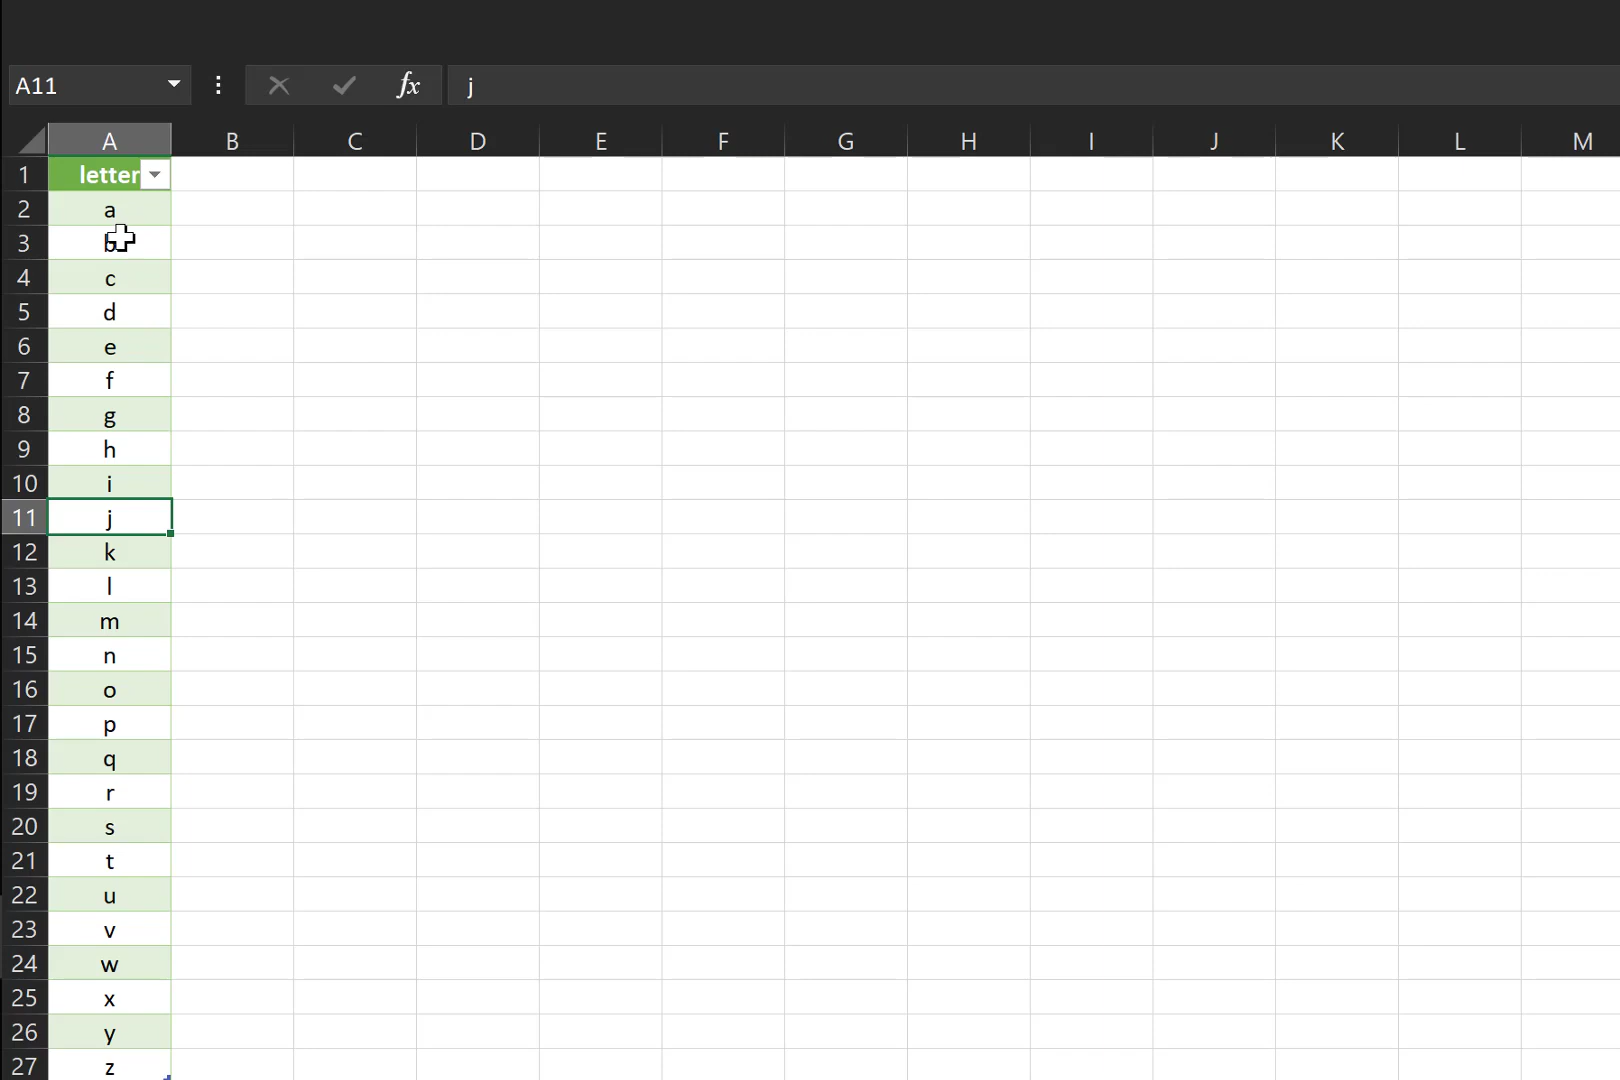 A11 fx j
A B C D E F G H I J K L M
1 letter
2 a
3 b
4 c
5 d
6 e
7 f
8 g
9 h
10 i
11 j
12 k
13 l
14 m
15 n
16 o
17 p
18 q
19 r
20 s
21 t
22 u
23 v
24 w
25 x
26 y
27 z